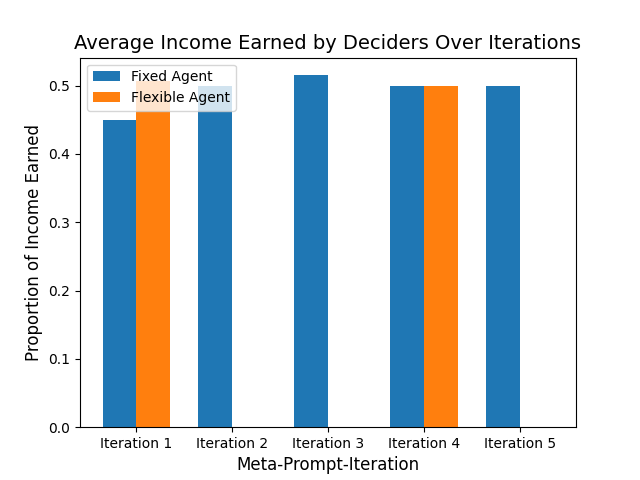 Average Income Earned by Deciders Over Iterations
Fixed Agent
Flexible Agent
Proportion of Income Earned
0.5
0.4
0.3
0.2
0.1
0.0
Iteration 1 Iteration 2 Iteration 3 Iteration 4 Iteration 5
Meta-Prompt-Iteration